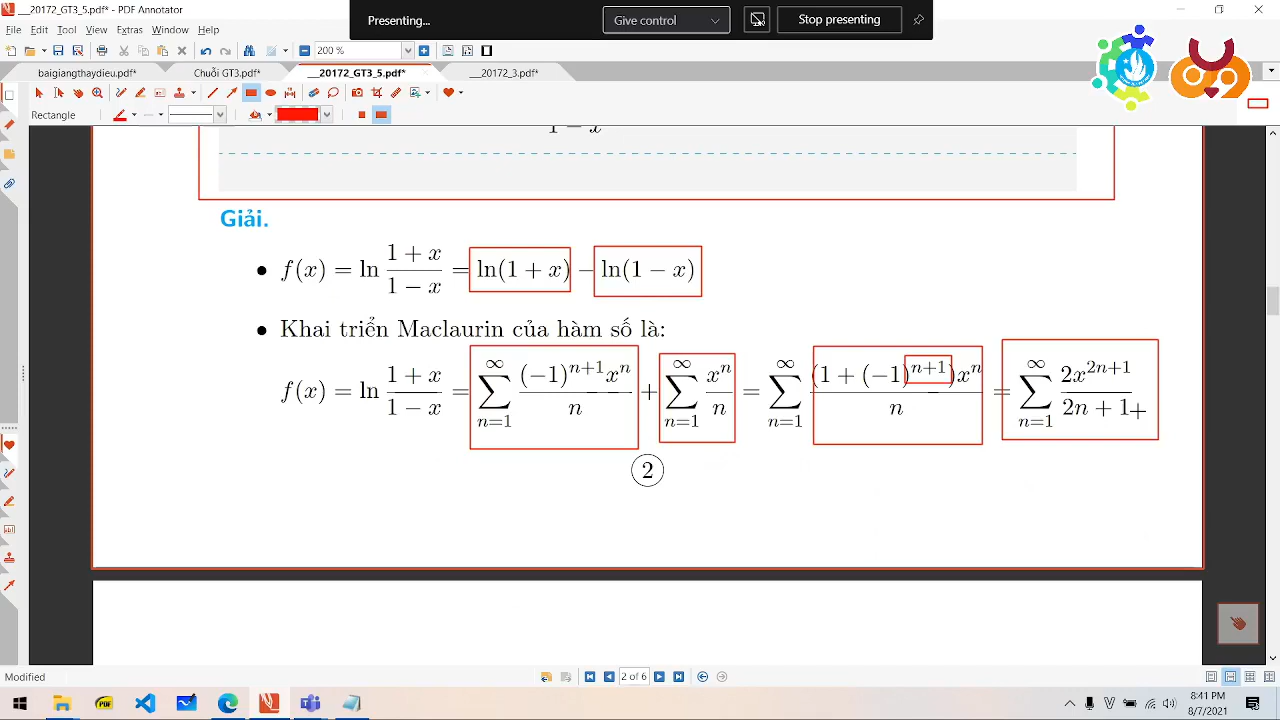 __20172_GT3_5.pdf* - PDF Annotator
Presenting...
Give control
Stop presenting
File Edit Tool View Window Help
200 %
baigiangthaydieu.pdf*
Chuỗi GT3.pdf*
__20172_GT3_5.pdf*
__20172_3.pdf*
Rectangle
1 − x
Giải.
• f(x) = ln (1 + x)/(1 − x) = ln(1 + x) − ln(1 − x)
• Khai triển Maclaurin của hàm số là:
f(x) = ln (1 + x)/(1 − x) = ∑_{n=1}^{∞} (−1)^{n+1}x^n/n + ∑_{n=1}^{∞} x^n/n = ∑_{n=1}^{∞} (1 + (−1)^{n+1})x^n/n = ∑_{n=1}^{∞} 2x^{2n+1}/(2n + 1)
2
Modified
2 of 6
8:41 PM
8/7/2021